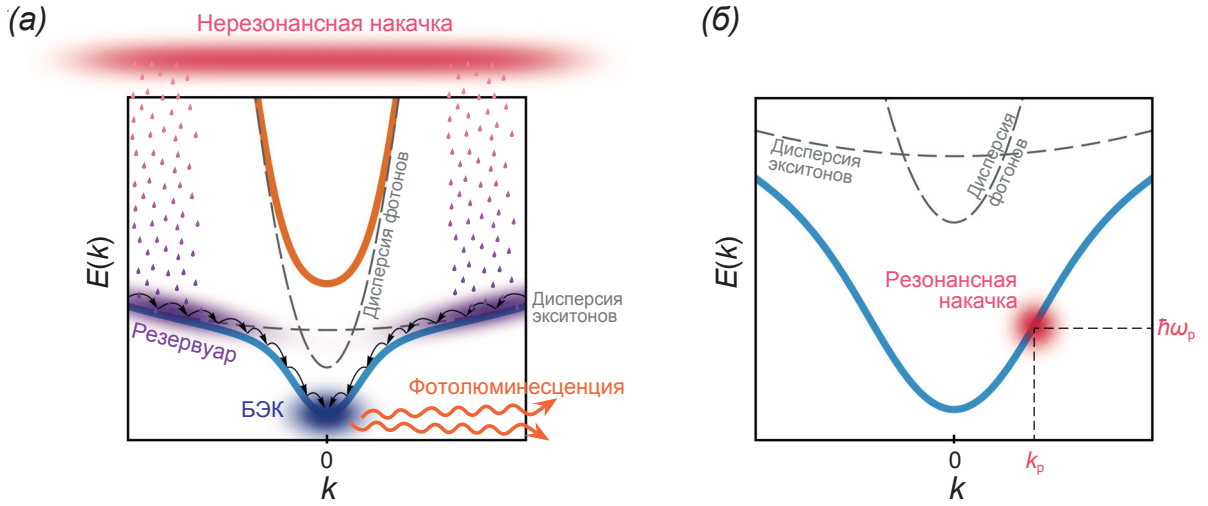 (а)
Нерезонансная накачка
E(k)
Дисперсия фотонов
Дисперсия
экситонов
Резервуар
Фотолюминесценция
БЭК
0
k
(б)
Дисперсия
экситонов
Дисперсия
фотонов
E(k)
Резонансная
накачка
ħωp
0
kp
k